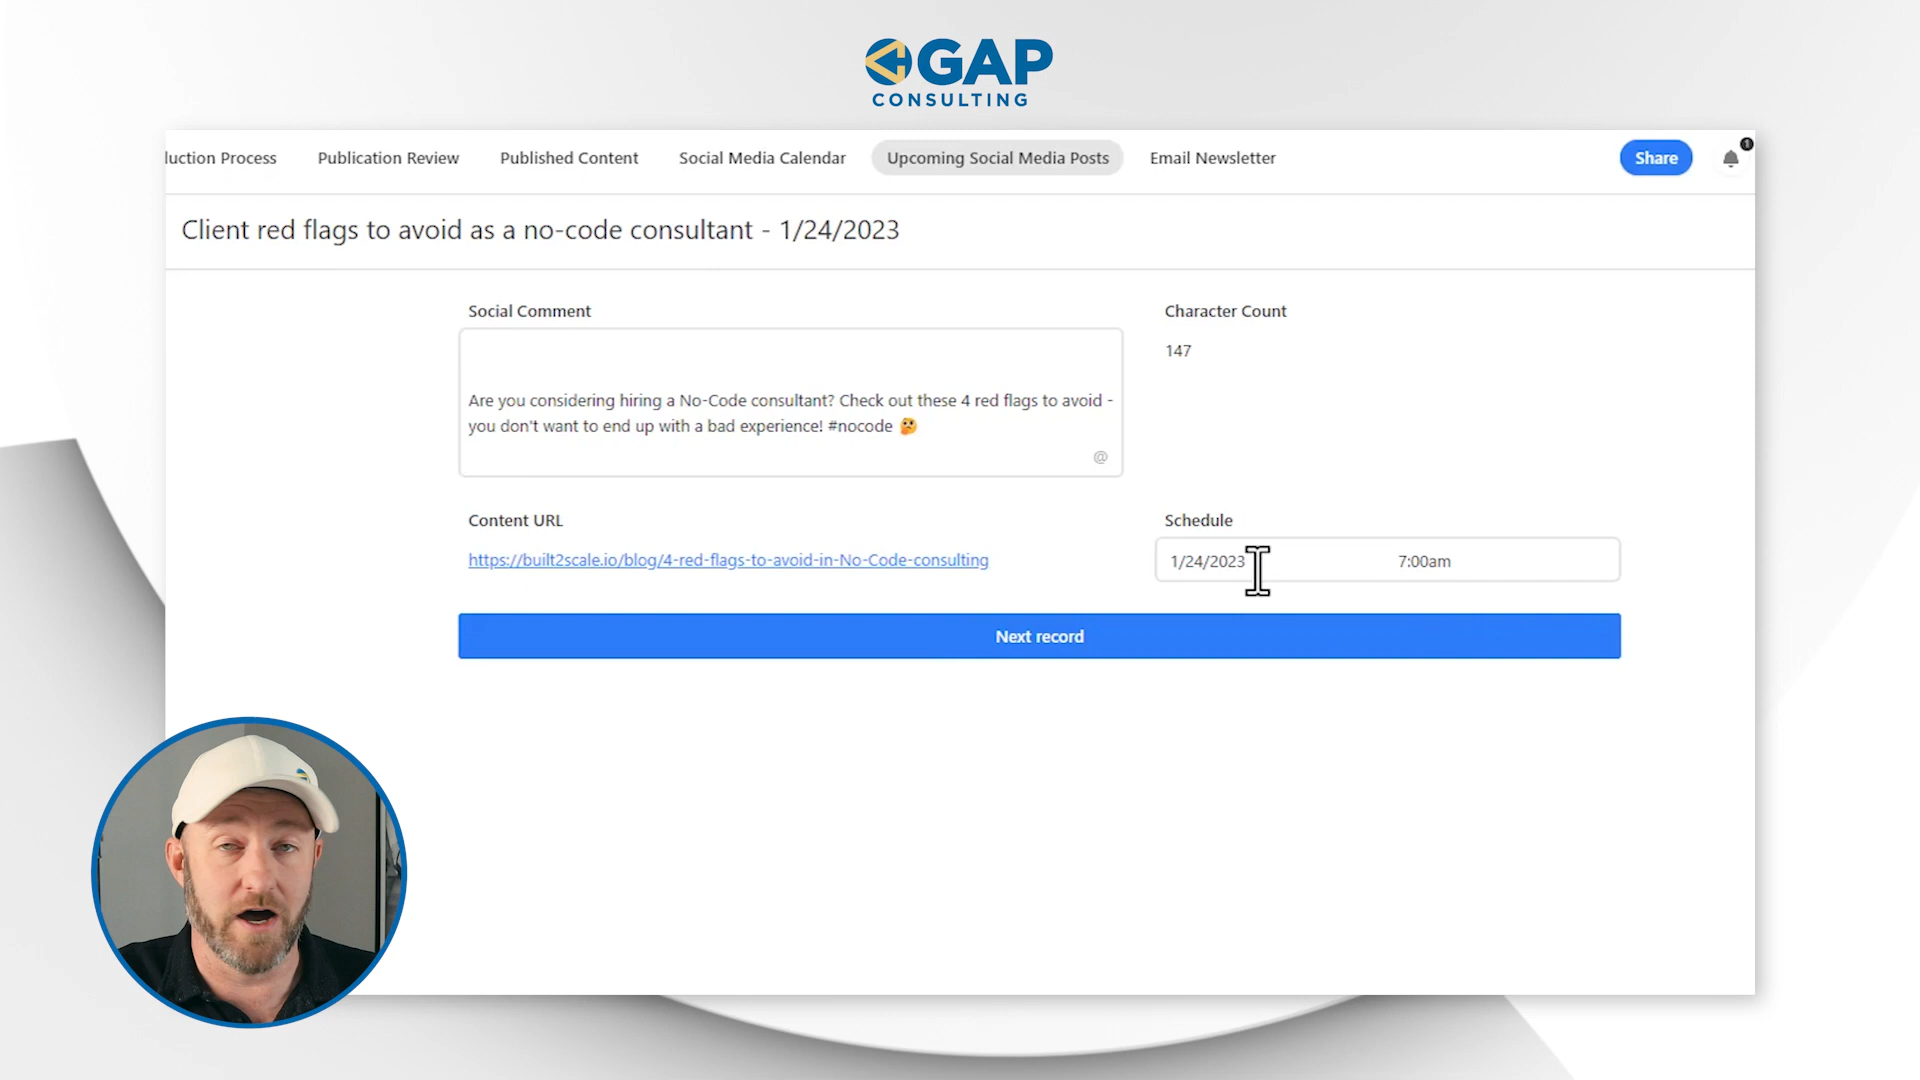 GAP
CONSULTING
luction Process Publication Review Published Content Social Media Calendar Upcoming Social Media Posts Email Newsletter Share 1
Client red flags to avoid as a no-code consultant - 1/24/2023
Social Comment Character Count
147
Are you considering hiring a No-Code consultant? Check out these 4 red flags to avoid -
you don't want to end up with a bad experience! #nocode 🤔
@
Content URL Schedule
https://built2scale.io/blog/4-red-flags-to-avoid-in-No-Code-consulting 1/24/2023 7:00am
Next record